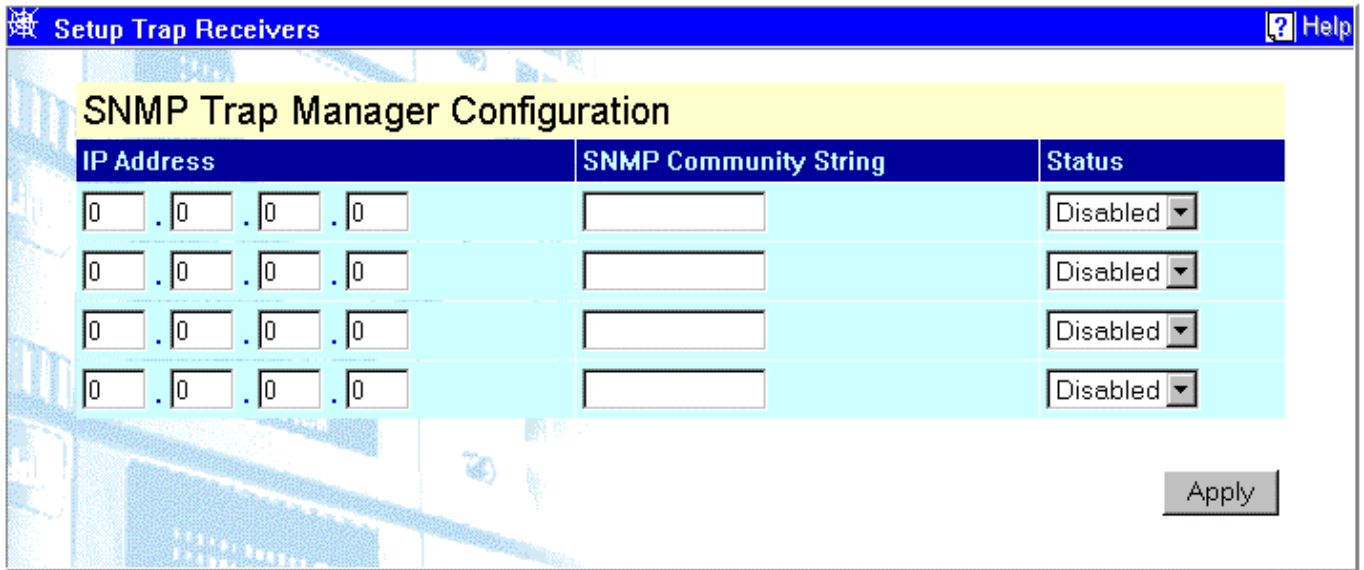 Setup Trap Receivers ? Help
SNMP Trap Manager Configuration
IP Address SNMP Community String Status
0 . 0 . 0 . 0 Disabled
0 . 0 . 0 . 0 Disabled
0 . 0 . 0 . 0 Disabled
0 . 0 . 0 . 0 Disabled
Apply